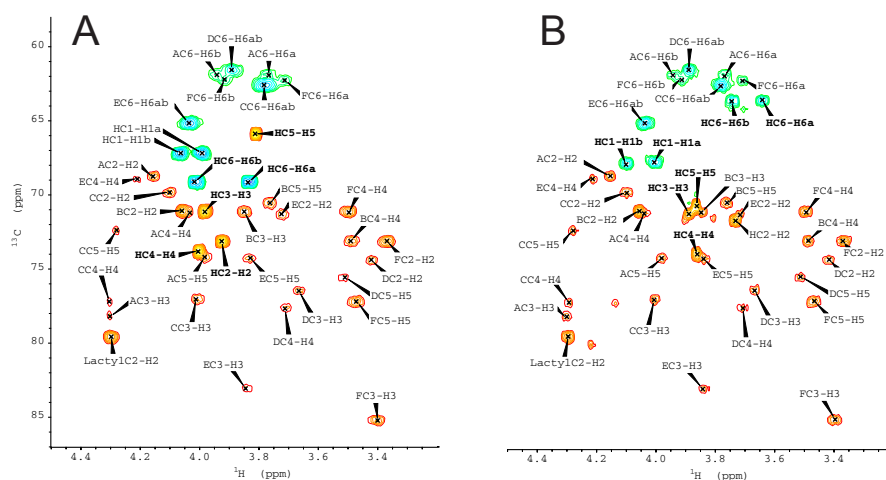 A
DC6-H6ab
AC6-H6b
AC6-H6a
FC6-H6b
FC6-H6a
CC6-H6ab
EC6-H6ab
HC5-H5
HC1-H1a
HC1-H1b
HC6-H6b
HC6-H6a
AC2-H2
EC4-H4
HC3-H3
BC5-H5
FC4-H4
CC2-H2
EC2-H2
BC2-H2
AC4-H4
BC3-H3
BC4-H4
CC5-H5
HC4-H4
FC2-H2
HC2-H2
CC4-H4
AC5-H5
EC5-H5
DC2-H2
AC3-H3
DC5-H5
DC3-H3
FC5-H5
CC3-H3
DC4-H4
LactylC2-H2
EC3-H3
FC3-H3
60
65
70
75
80
85
13C (ppm)
4.4
4.2
4.0
3.8
3.6
3.4
1H (ppm)
B
DC6-H6ab
AC6-H6b
AC6-H6a
FC6-H6b
FC6-H6a
CC6-H6ab
EC6-H6ab
HC6-H6b
HC6-H6a
HC1-H1b
HC1-H1a
AC2-H2
HC5-H5
BC3-H3
EC4-H4
HC3-H3
BC5-H5
FC4-H4
CC2-H2
EC2-H2
BC2-H2
HC2-H2
AC4-H4
HC4-H4
BC4-H4
CC5-H5
FC2-H2
AC5-H5
EC5-H5
DC2-H2
CC4-H4
DC5-H5
AC3-H3
DC3-H3
FC5-H5
CC3-H3
DC4-H4
LactylC2-H2
EC3-H3
FC3-H3
4.4
4.2
4.0
3.8
3.6
3.4
1H (ppm)